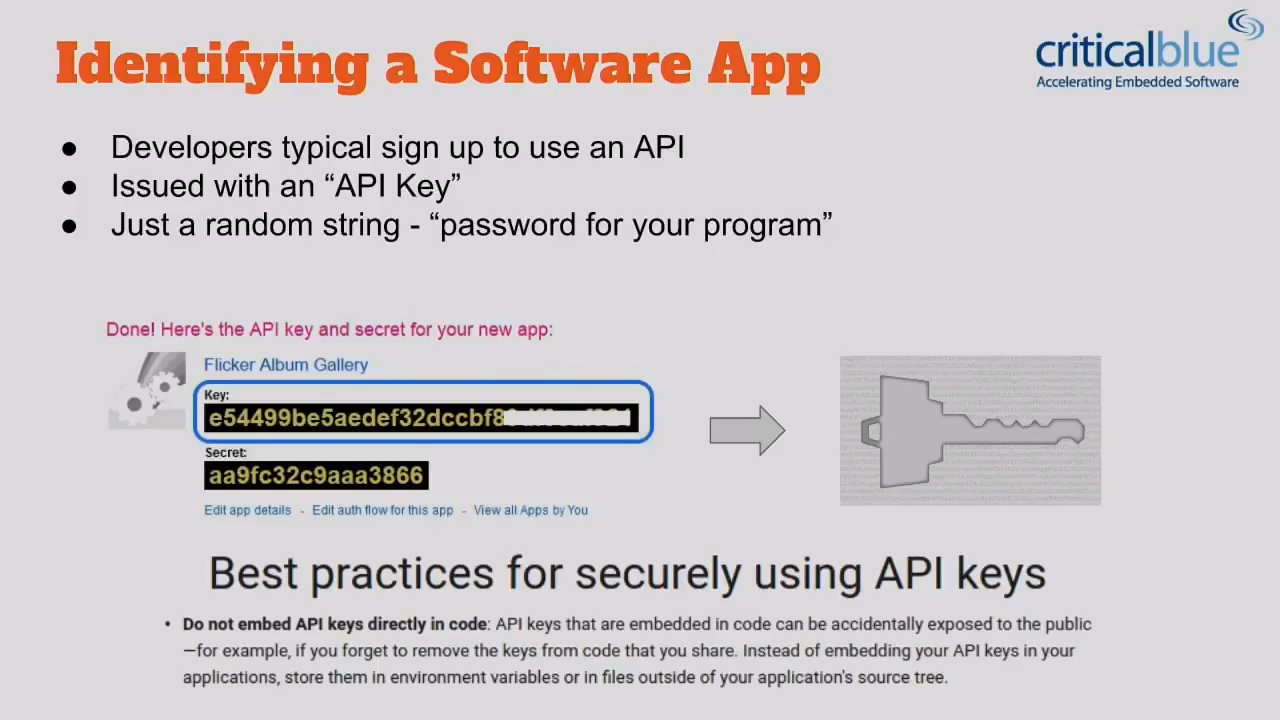 Identifying a Software App
criticalblue
Accelerating Embedded Software
● Developers typical sign up to use an API
● Issued with an “API Key”
● Just a random string - “password for your program”
Done! Here's the API key and secret for your new app:
Flicker Album Gallery
Key:
e54499be5aedef32dccbf8
Secret:
aa9fc32c9aaa3866
Edit app details - Edit auth flow for this app - View all Apps by You
Best practices for securely using API keys
• Do not embed API keys directly in code: API keys that are embedded in code can be accidentally exposed to the public
—for example, if you forget to remove the keys from code that you share. Instead of embedding your API keys in your
applications, store them in environment variables or in files outside of your application's source tree.